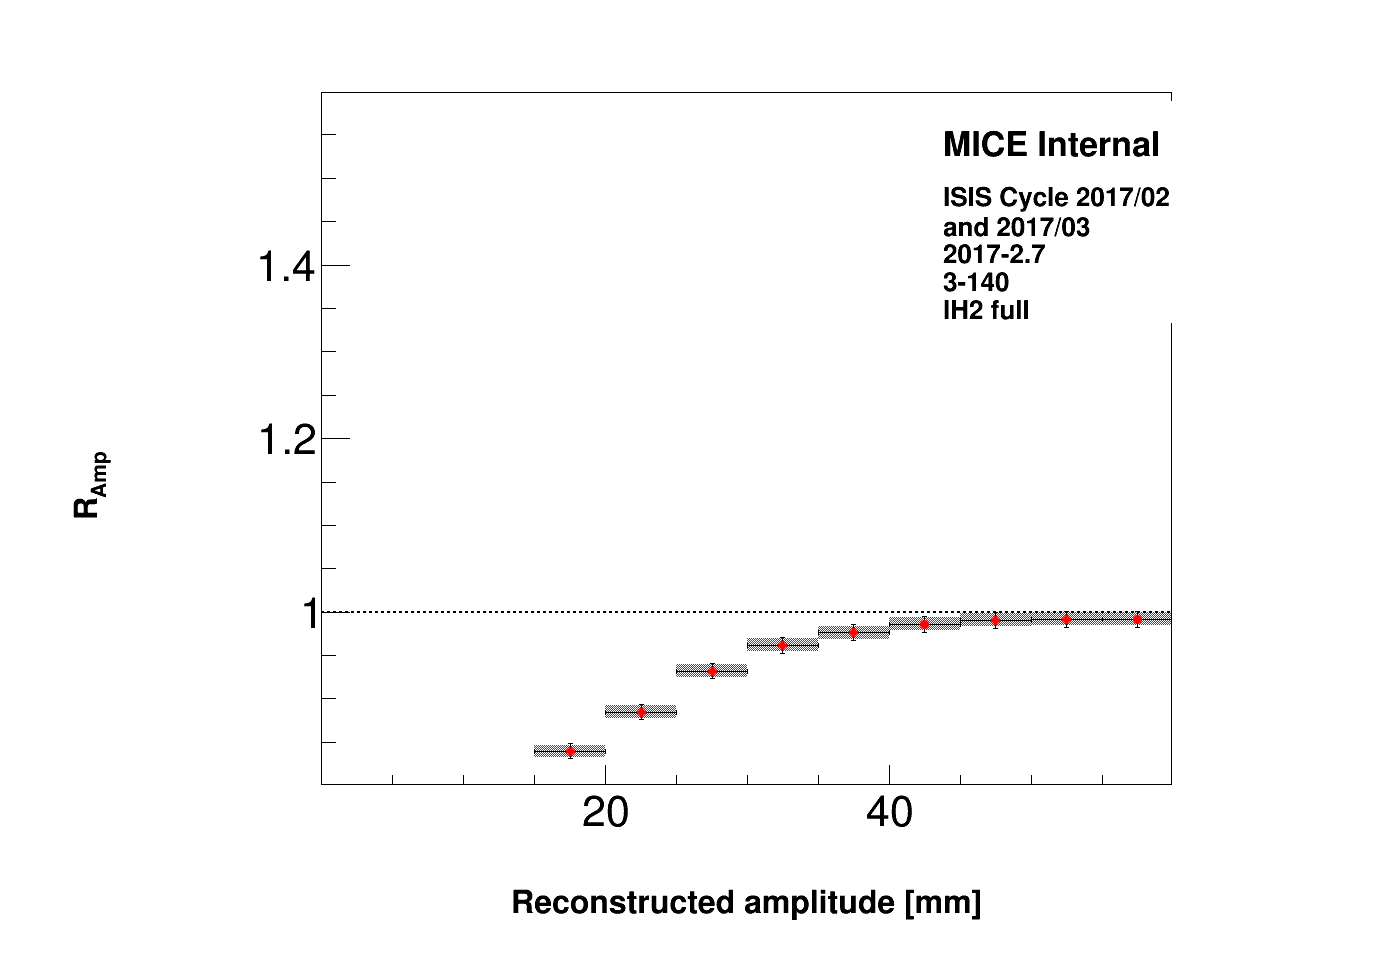 MICE Internal
ISIS Cycle 2017/02
and 2017/03
2017-2.7
3-140
IH2 full
1.4
1.2
1
R_Amp
20 40
Reconstructed amplitude [mm]